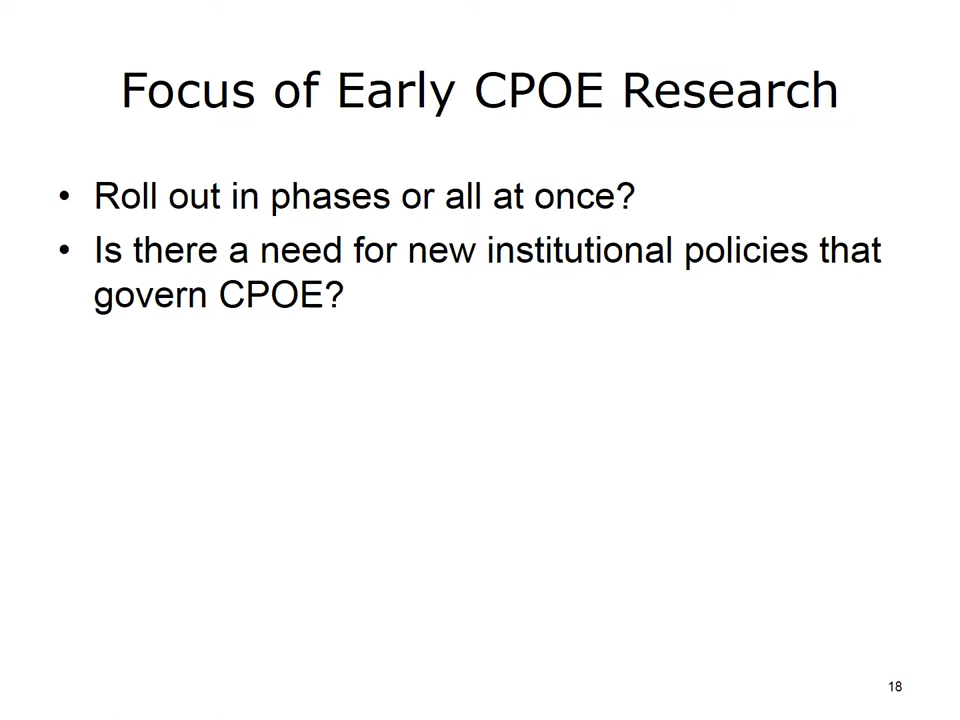 Focus of Early CPOE Research
• Roll out in phases or all at once?
• Is there a need for new institutional policies that
govern CPOE?
18